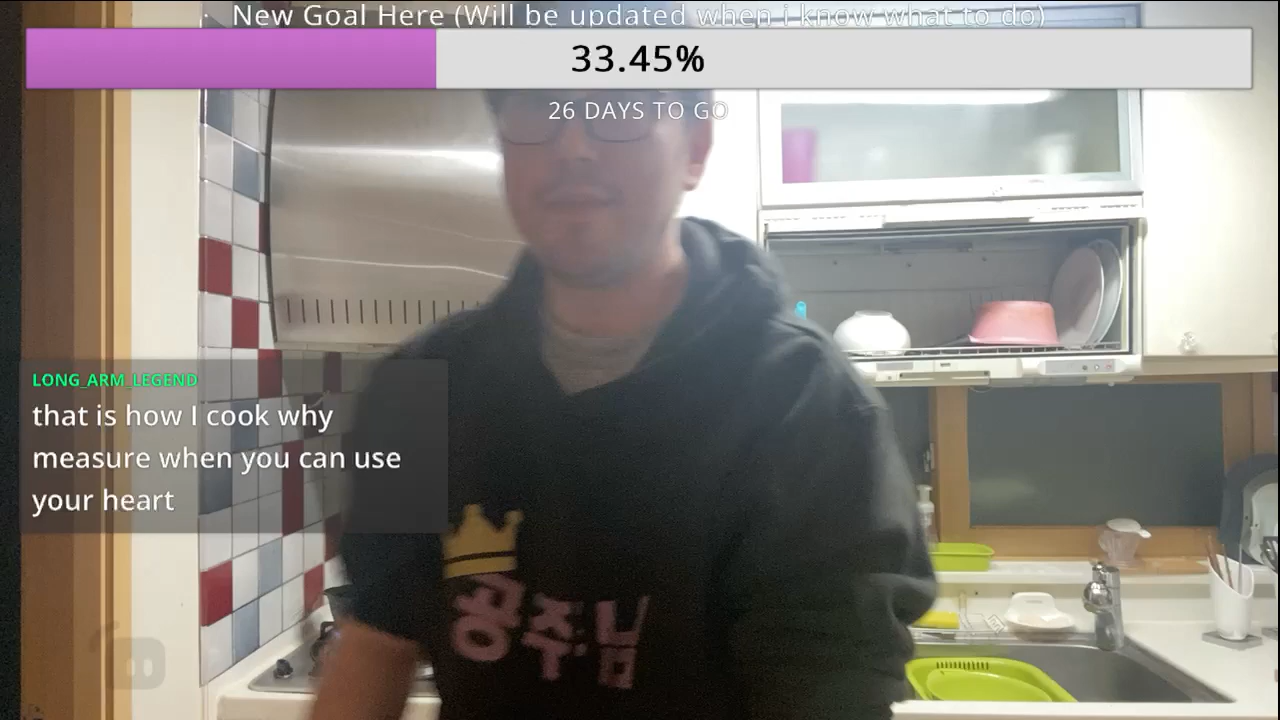 New Goal Here (Will be updated when i know what to do)
33.45%
26 DAYS TO GO
LONG_ARM_LEGEND
that is how I cook why
measure when you can use
your heart
공주님